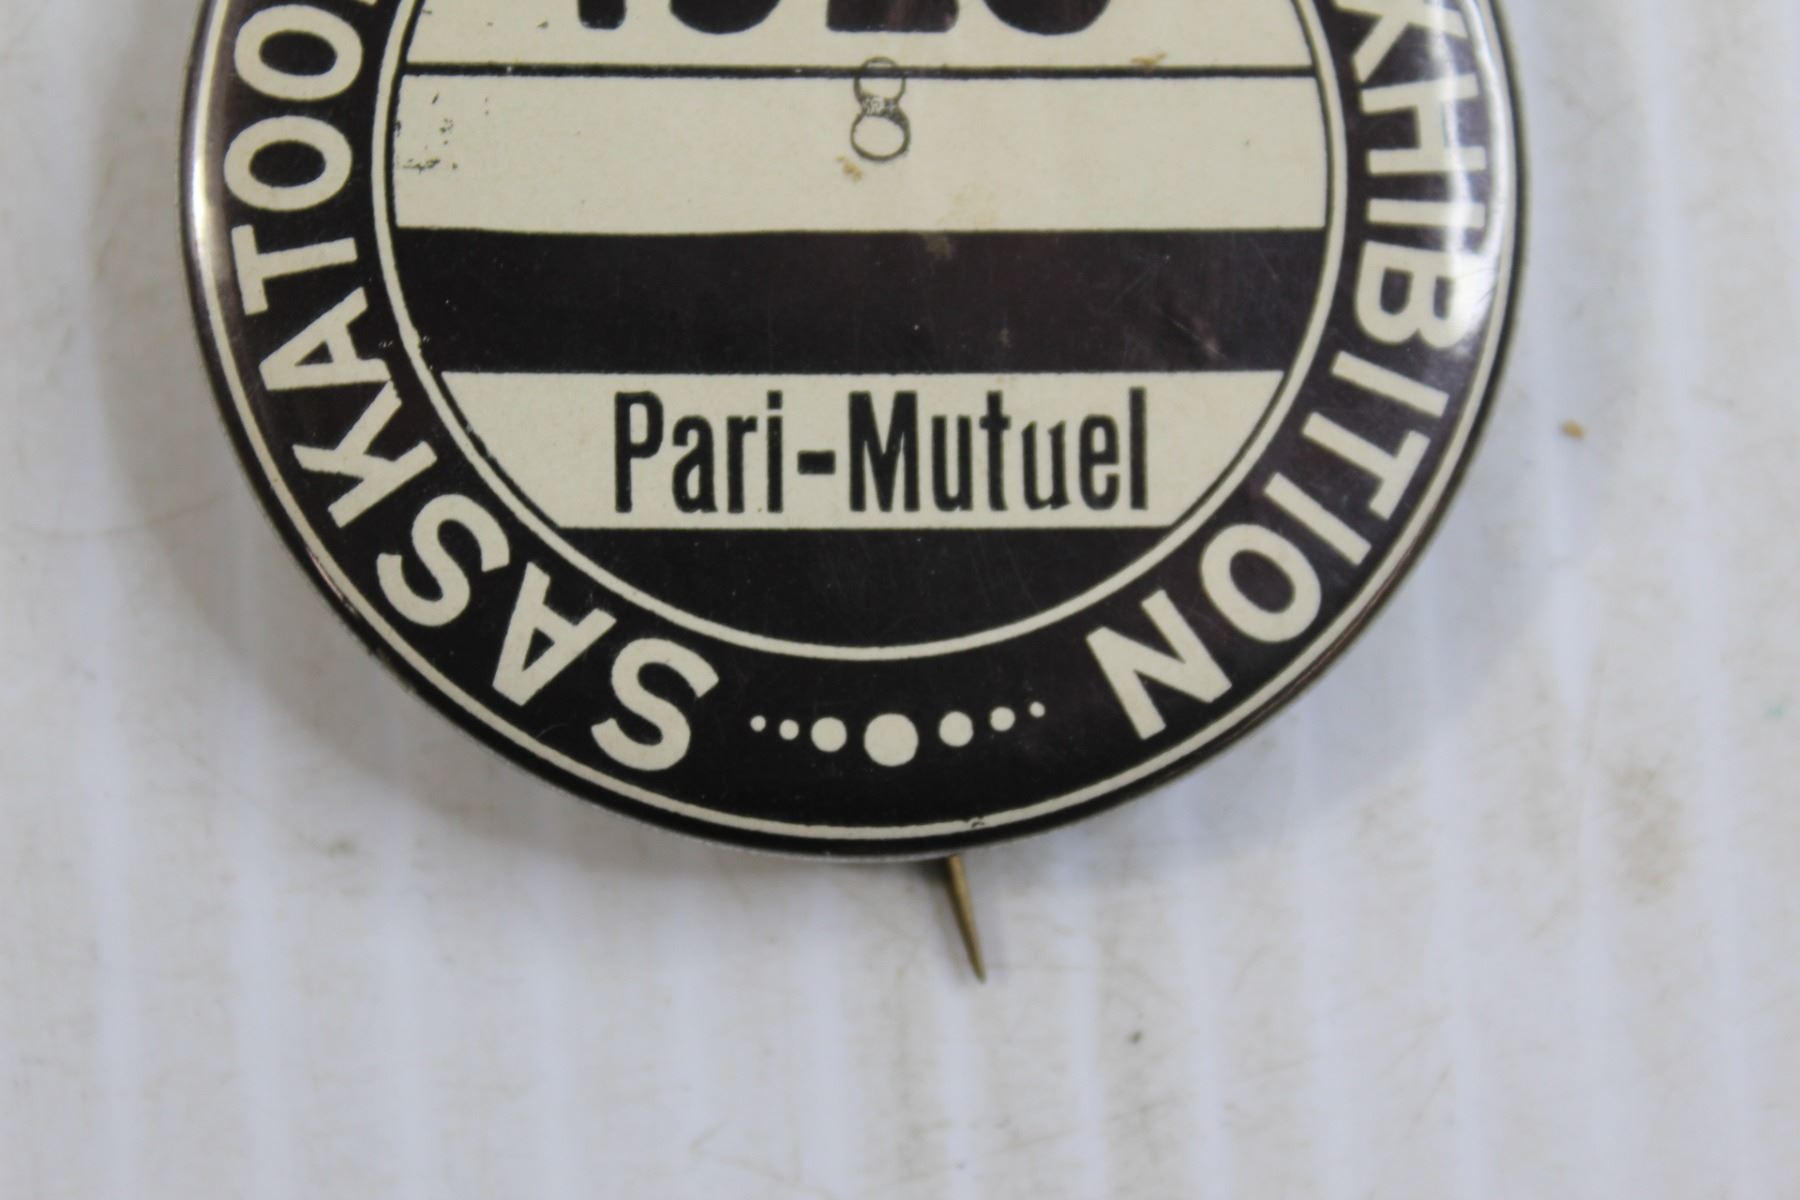 8
Pari-Mutuel
SASKATOON EXHIBITION